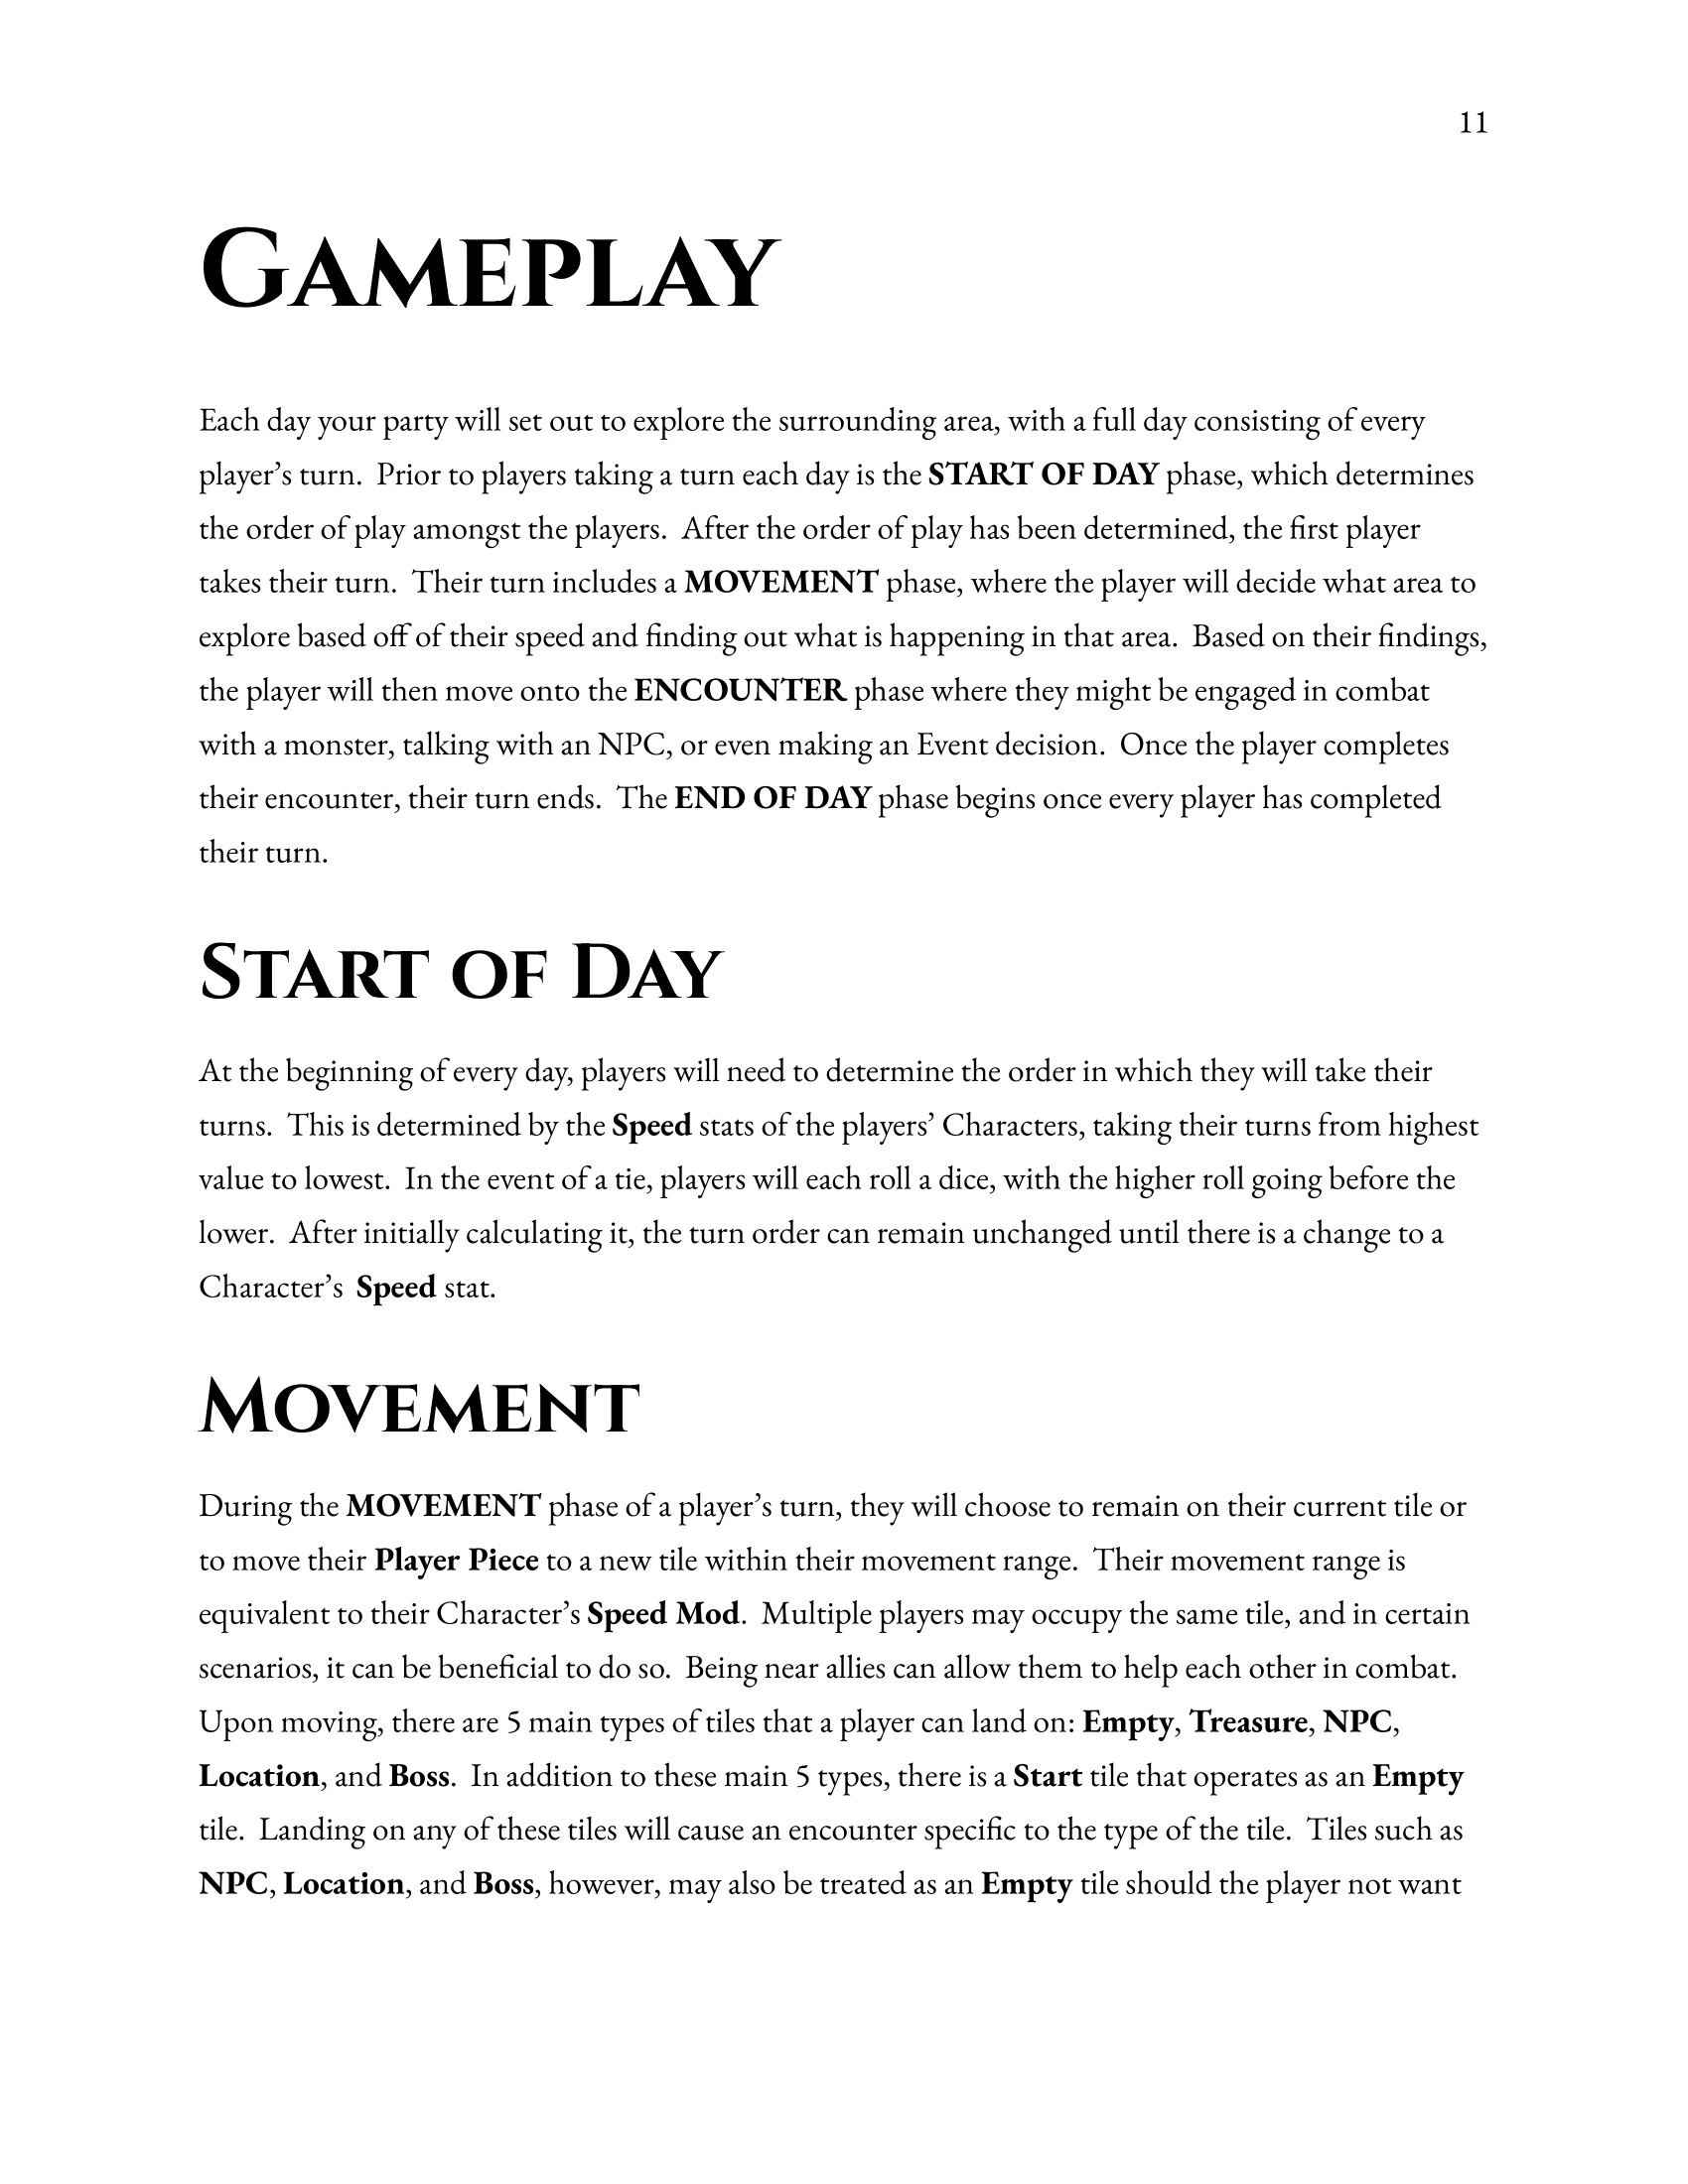 11
Gameplay
Each day your party will set out to explore the surrounding area, with a full day consisting of every
player’s turn.  Prior to players taking a turn each day is the START OF DAY phase, which determines
the order of play amongst the players.  After the order of play has been determined, the first player
takes their turn.  Their turn includes a MOVEMENT phase, where the player will decide what area to
explore based off of their speed and finding out what is happening in that area.  Based on their findings,
the player will then move onto the ENCOUNTER phase where they might be engaged in combat
with a monster, talking with an NPC, or even making an Event decision.  Once the player completes
their encounter, their turn ends.  The END OF DAY phase begins once every player has completed
their turn.
Start of Day
At the beginning of every day, players will need to determine the order in which they will take their
turns.  This is determined by the Speed stats of the players’ Characters, taking their turns from highest
value to lowest.  In the event of a tie, players will each roll a dice, with the higher roll going before the
lower.  After initially calculating it, the turn order can remain unchanged until there is a change to a
Character’s  Speed stat.
Movement
During the MOVEMENT phase of a player’s turn, they will choose to remain on their current tile or
to move their Player Piece to a new tile within their movement range.  Their movement range is
equivalent to their Character’s Speed Mod.  Multiple players may occupy the same tile, and in certain
scenarios, it can be beneficial to do so.  Being near allies can allow them to help each other in combat.
Upon moving, there are 5 main types of tiles that a player can land on: Empty, Treasure, NPC,
Location, and Boss.  In addition to these main 5 types, there is a Start tile that operates as an Empty
tile.  Landing on any of these tiles will cause an encounter specific to the type of the tile.  Tiles such as
NPC, Location, and Boss, however, may also be treated as an Empty tile should the player not want